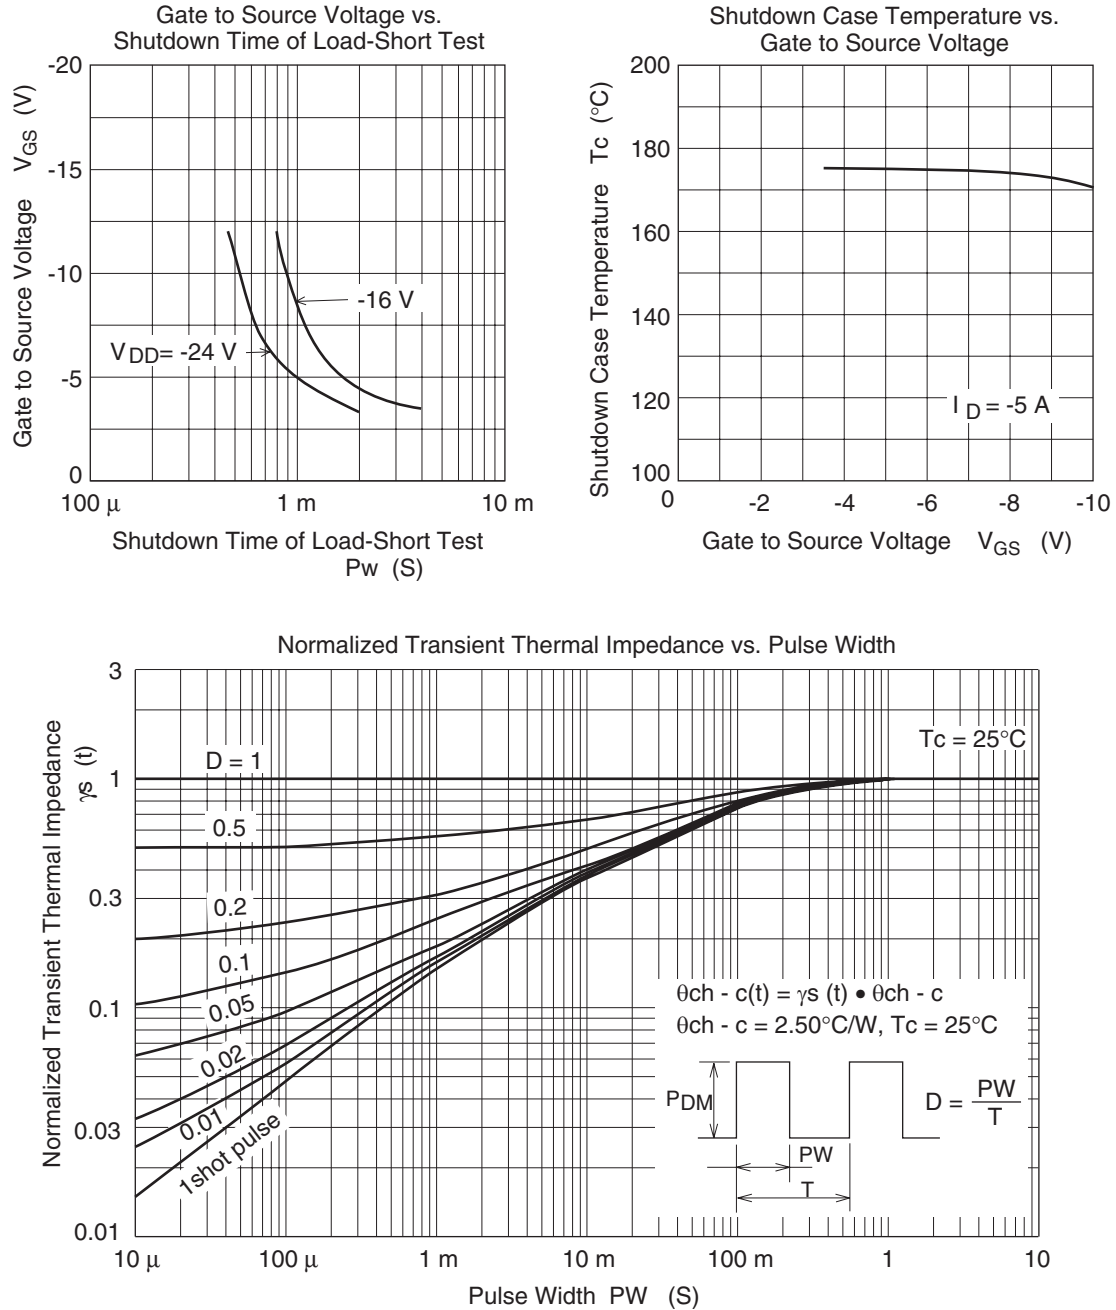 Gate to Source Voltage vs.
Shutdown Time of Load-Short Test
Gate to Source Voltage V_GS (V)
-20
-15
-10
-5
0
-16 V
V_DD = -24 V
100 μ
1 m
10 m
Shutdown Time of Load-Short Test
Pw (S)
Shutdown Case Temperature vs.
Gate to Source Voltage
Shutdown Case Temperature Tc (°C)
200
180
160
140
120
100
I_D = -5 A
0
-2
-4
-6
-8
-10
Gate to Source Voltage V_GS (V)
Normalized Transient Thermal Impedance vs. Pulse Width
Normalized Transient Thermal Impedance
γs (t)
3
1
0.3
0.1
0.03
0.01
Tc = 25°C
D = 1
0.5
0.2
0.1
0.05
0.02
0.01
1shot pulse
θch - c(t) = γs (t) • θch - c
θch - c = 2.50°C/W, Tc = 25°C
P_DM
PW
T
D = PW/T
10 μ
100 μ
1 m
10 m
100 m
1
10
Pulse Width PW (S)